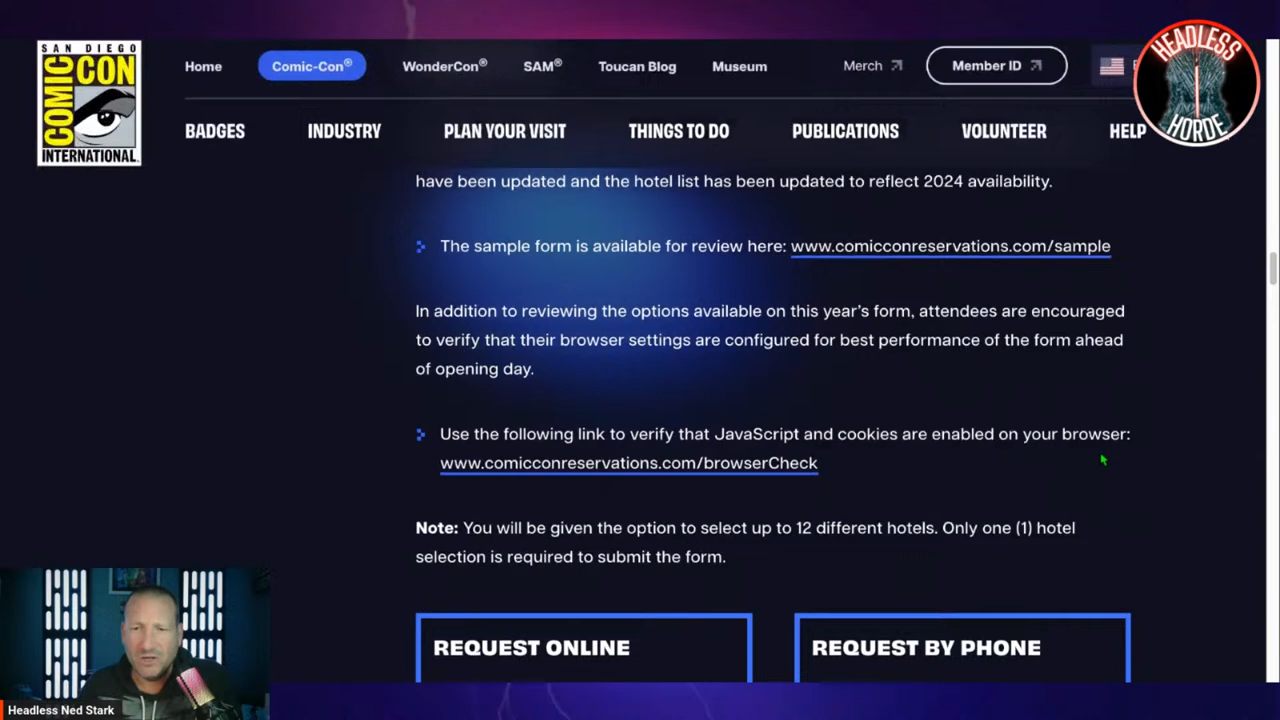 SAN DIEGO
COMIC CON
INTERNATIONAL®
Home
Comic-Con®
WonderCon®
SAM®
Toucan Blog
Museum
Merch
Member ID
HEADLESS
HORDE
BADGES
INDUSTRY
PLAN YOUR VISIT
THINGS TO DO
PUBLICATIONS
VOLUNTEER
HELP
have been updated and the hotel list has been updated to reflect 2024 availability.
The sample form is available for review here: www.comicconreservations.com/sample
In addition to reviewing the options available on this year’s form, attendees are encouraged
to verify that their browser settings are configured for best performance of the form ahead
of opening day.
Use the following link to verify that JavaScript and cookies are enabled on your browser:
www.comicconreservations.com/browserCheck
Note: You will be given the option to select up to 12 different hotels. Only one (1) hotel
selection is required to submit the form.
REQUEST ONLINE
REQUEST BY PHONE
Headless Ned Stark